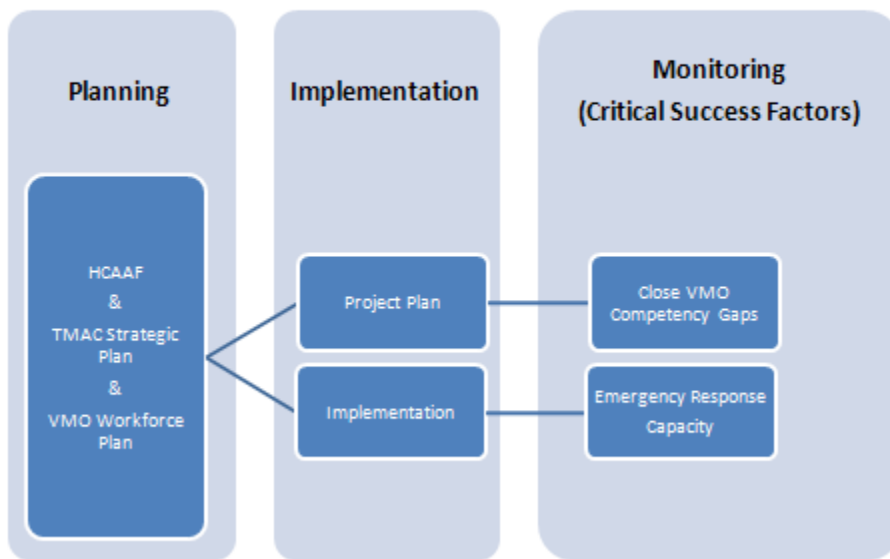 Planning
Implementation
Monitoring
(Critical Success Factors)
HCAAF
&
TMAC Strategic
Plan
&
VMO Workforce
Plan
Project Plan
Implementation
Close VMO
Competency Gaps
Emergency Response
Capacity